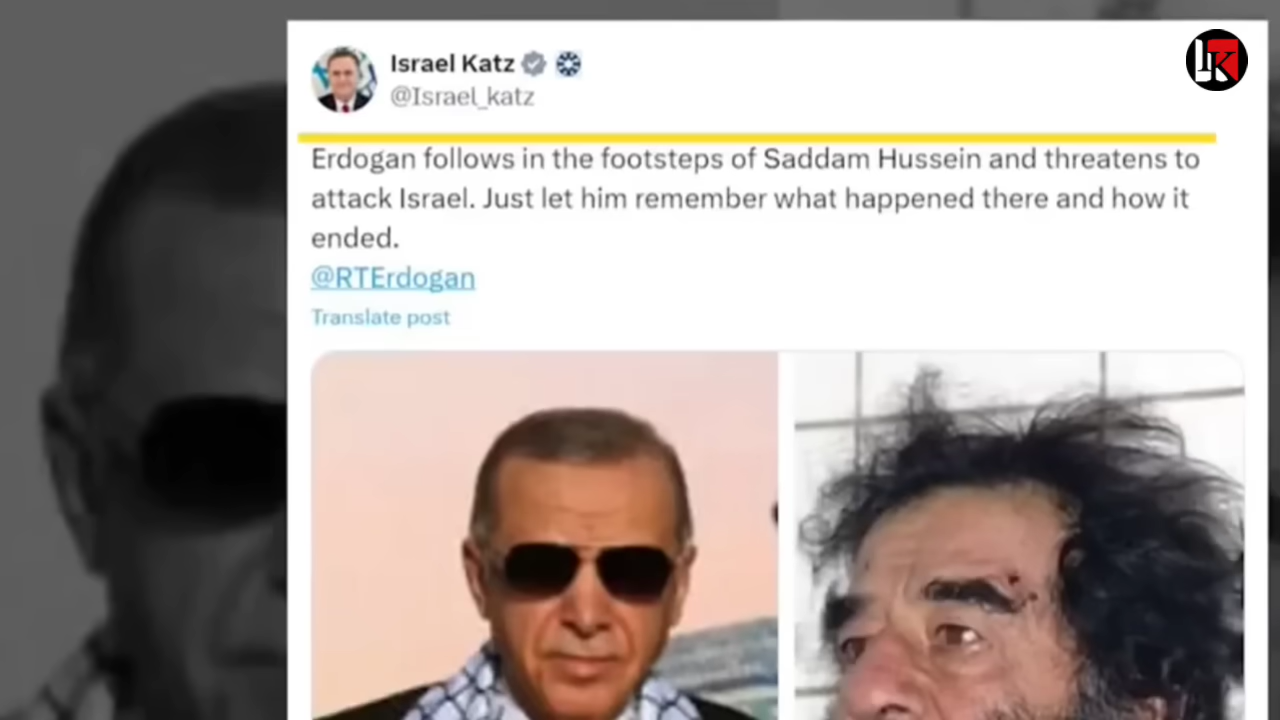 Israel Katz
@Israel_katz
Erdogan follows in the footsteps of Saddam Hussein and threatens to
attack Israel. Just let him remember what happened there and how it
ended.
@RTErdogan
Translate post